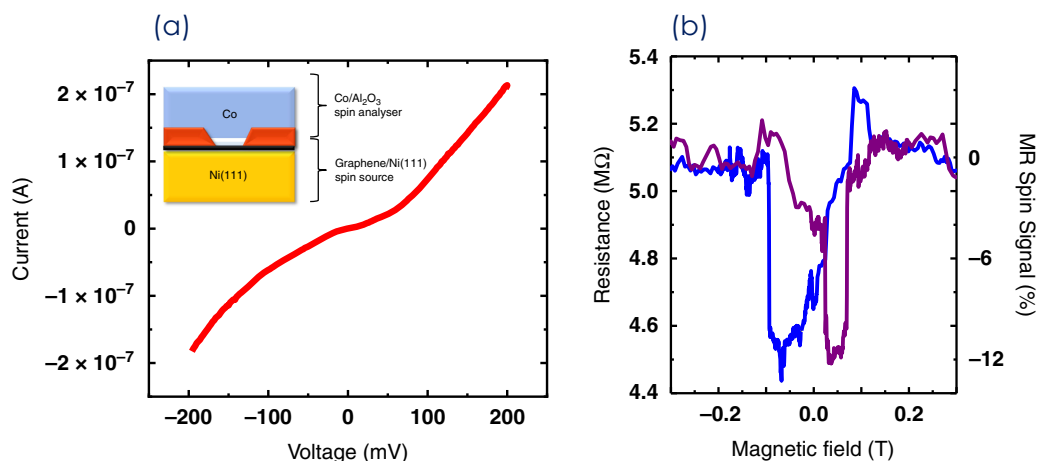 (a)
2 × 10⁻⁷
1 × 10⁻⁷
0
−1 × 10⁻⁷
−2 × 10⁻⁷
Current (A)
−200
−100
0
100
200
Voltage (mV)
Co
Ni(111)
Co/Al₂O₃
spin analyser
Graphene/Ni(111)
spin source
(b)
5.4
5.2
5.0
4.8
4.6
4.4
Resistance (MΩ)
−0.2
0.0
0.2
Magnetic field (T)
0
−6
−12
MR Spin Signal (%)